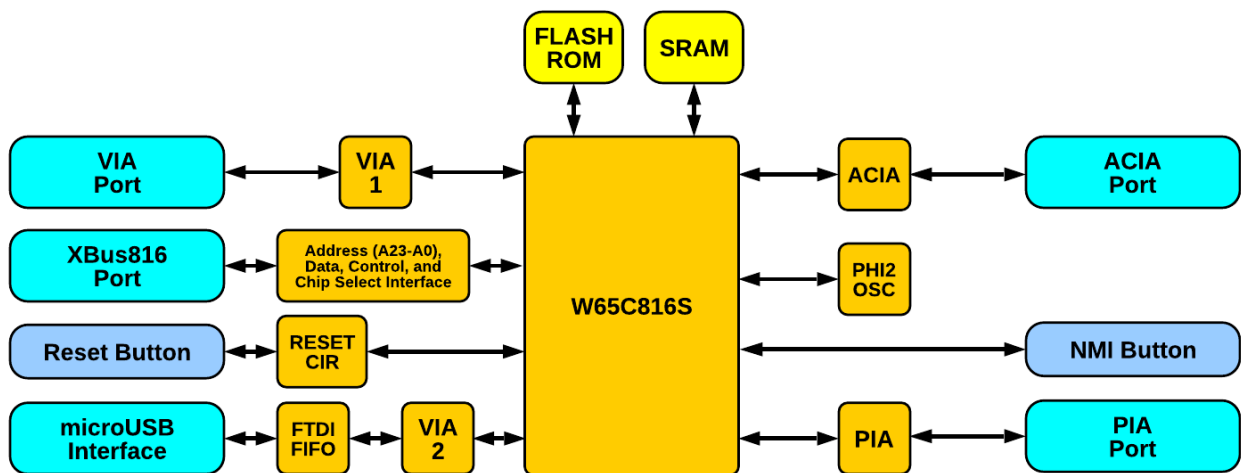 FLASH
ROM
SRAM
VIA
Port
VIA
1
ACIA
ACIA
Port
XBus816
Port
Address (A23-A0),
Data, Control, and
Chip Select Interface
W65C816S
PHI2
OSC
Reset Button
RESET
CIR
NMI Button
microUSB
Interface
FTDI
FIFO
VIA
2
PIA
PIA
Port